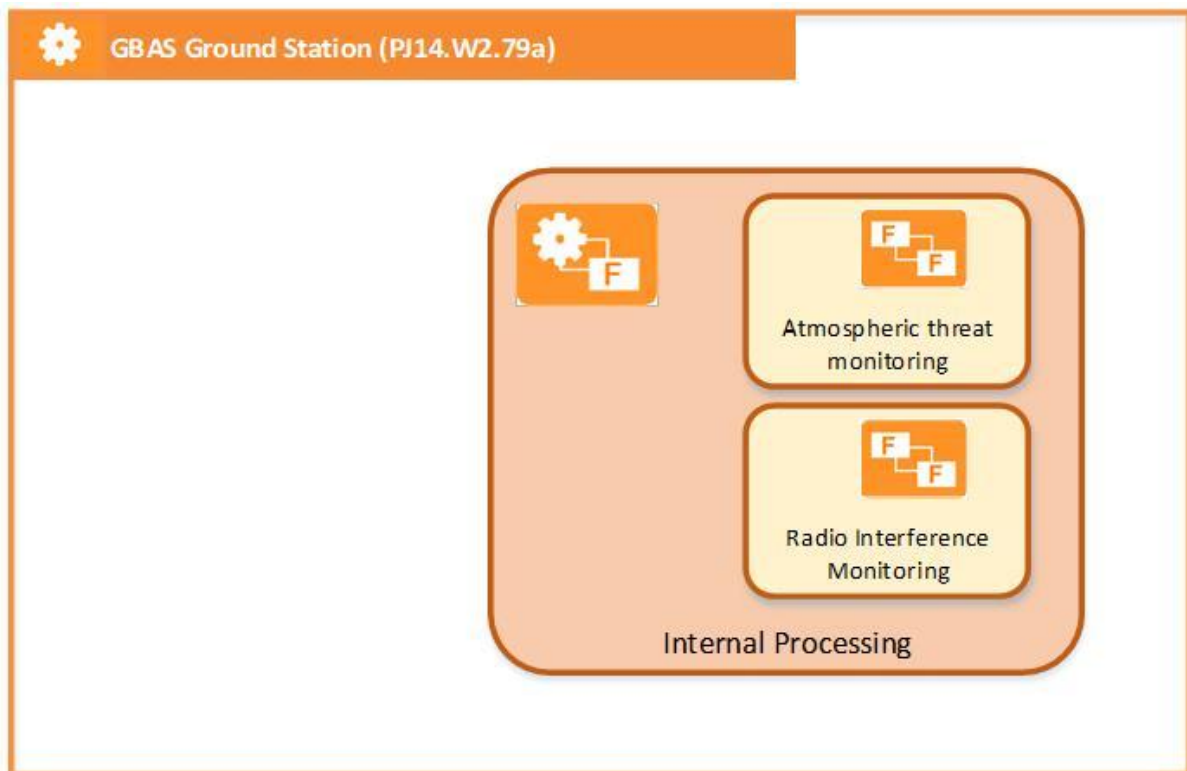 GBAS Ground Station (PJ14.W2.79a)
F
F
F
Atmospheric threat
monitoring
F
F
Radio Interference
Monitoring
Internal Processing